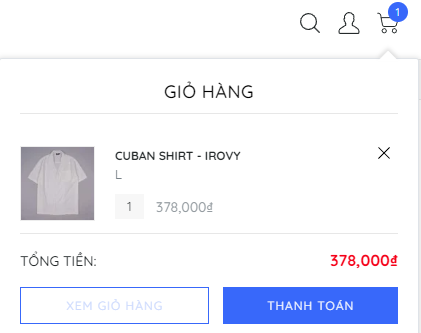 1
GIỎ HÀNG
CUBAN SHIRT - IROVY
L
1 378,000₫
TỔNG TIỀN: 378,000₫
XEM GIỎ HÀNG THANH TOÁN